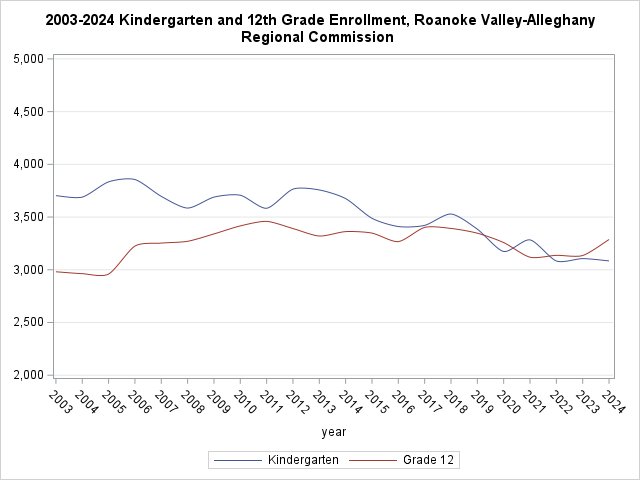 2003-2024 Kindergarten and 12th Grade Enrollment, Roanoke Valley-Alleghany
Regional Commission
5,000
4,500
4,000
3,500
3,000
2,500
2,000
2003 2004 2005 2006 2007 2008 2009 2010 2011 2012 2013 2014 2015 2016 2017 2018 2019 2020 2021 2022 2023 2024
year
Kindergarten Grade 12